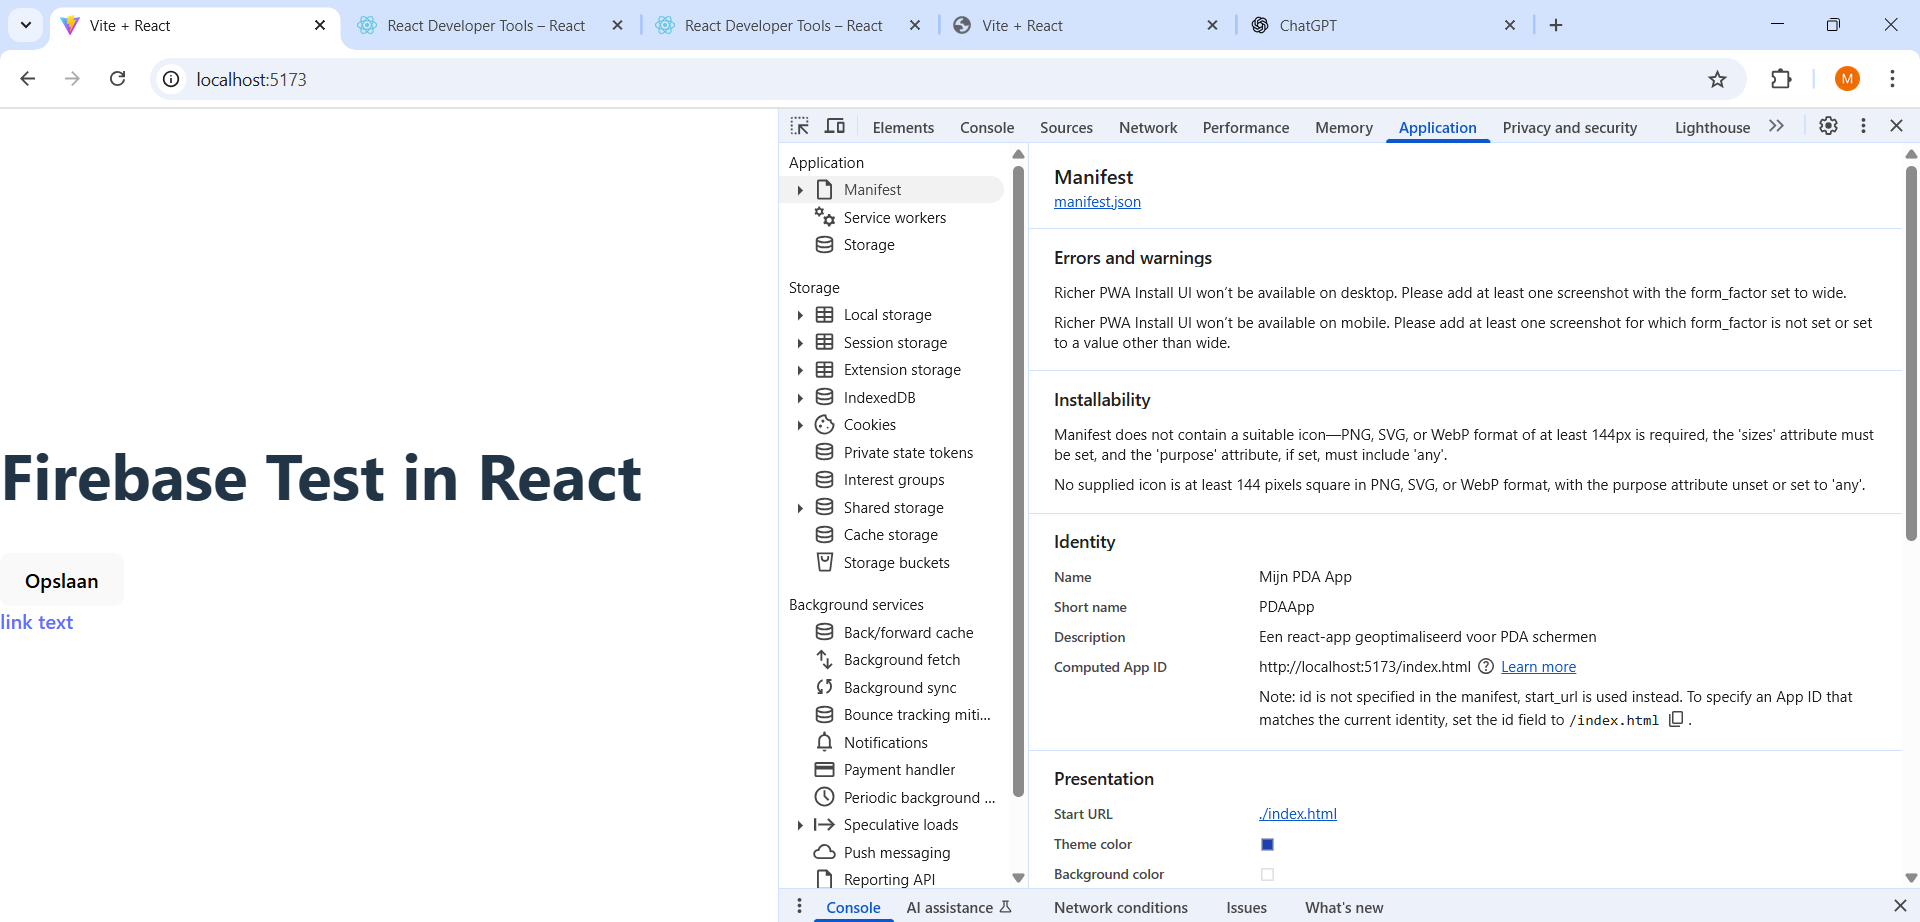 Vite + React
React Developer Tools – React
React Developer Tools – React
Vite + React
ChatGPT
localhost:5173
M
Elements
Console
Sources
Network
Performance
Memory
Application
Privacy and security
Lighthouse
Firebase Test in React
Opslaan
link text
Application
Manifest
Service workers
Storage
Storage
Local storage
Session storage
Extension storage
IndexedDB
Cookies
Private state tokens
Interest groups
Shared storage
Cache storage
Storage buckets
Background services
Back/forward cache
Background fetch
Background sync
Bounce tracking miti...
Notifications
Payment handler
Periodic background ...
Speculative loads
Push messaging
Reporting API
Manifest
manifest.json
Errors and warnings
Richer PWA Install UI won’t be available on desktop. Please add at least one screenshot with the form_factor set to wide.
Richer PWA Install UI won’t be available on mobile. Please add at least one screenshot for which form_factor is not set or set
to a value other than wide.
Installability
Manifest does not contain a suitable icon—PNG, SVG, or WebP format of at least 144px is required, the 'sizes' attribute must
be set, and the 'purpose' attribute, if set, must include 'any'.
No supplied icon is at least 144 pixels square in PNG, SVG, or WebP format, with the purpose attribute unset or set to 'any'.
Identity
Name Mijn PDA App
Short name PDAApp
Description Een react-app geoptimaliseerd voor PDA schermen
Computed App ID http://localhost:5173/index.html Learn more
Note: id is not specified in the manifest, start_url is used instead. To specify an App ID that
matches the current identity, set the id field to /index.html .
Presentation
Start URL ./index.html
Theme color
Background color
Console
AI assistance
Network conditions
Issues
What's new